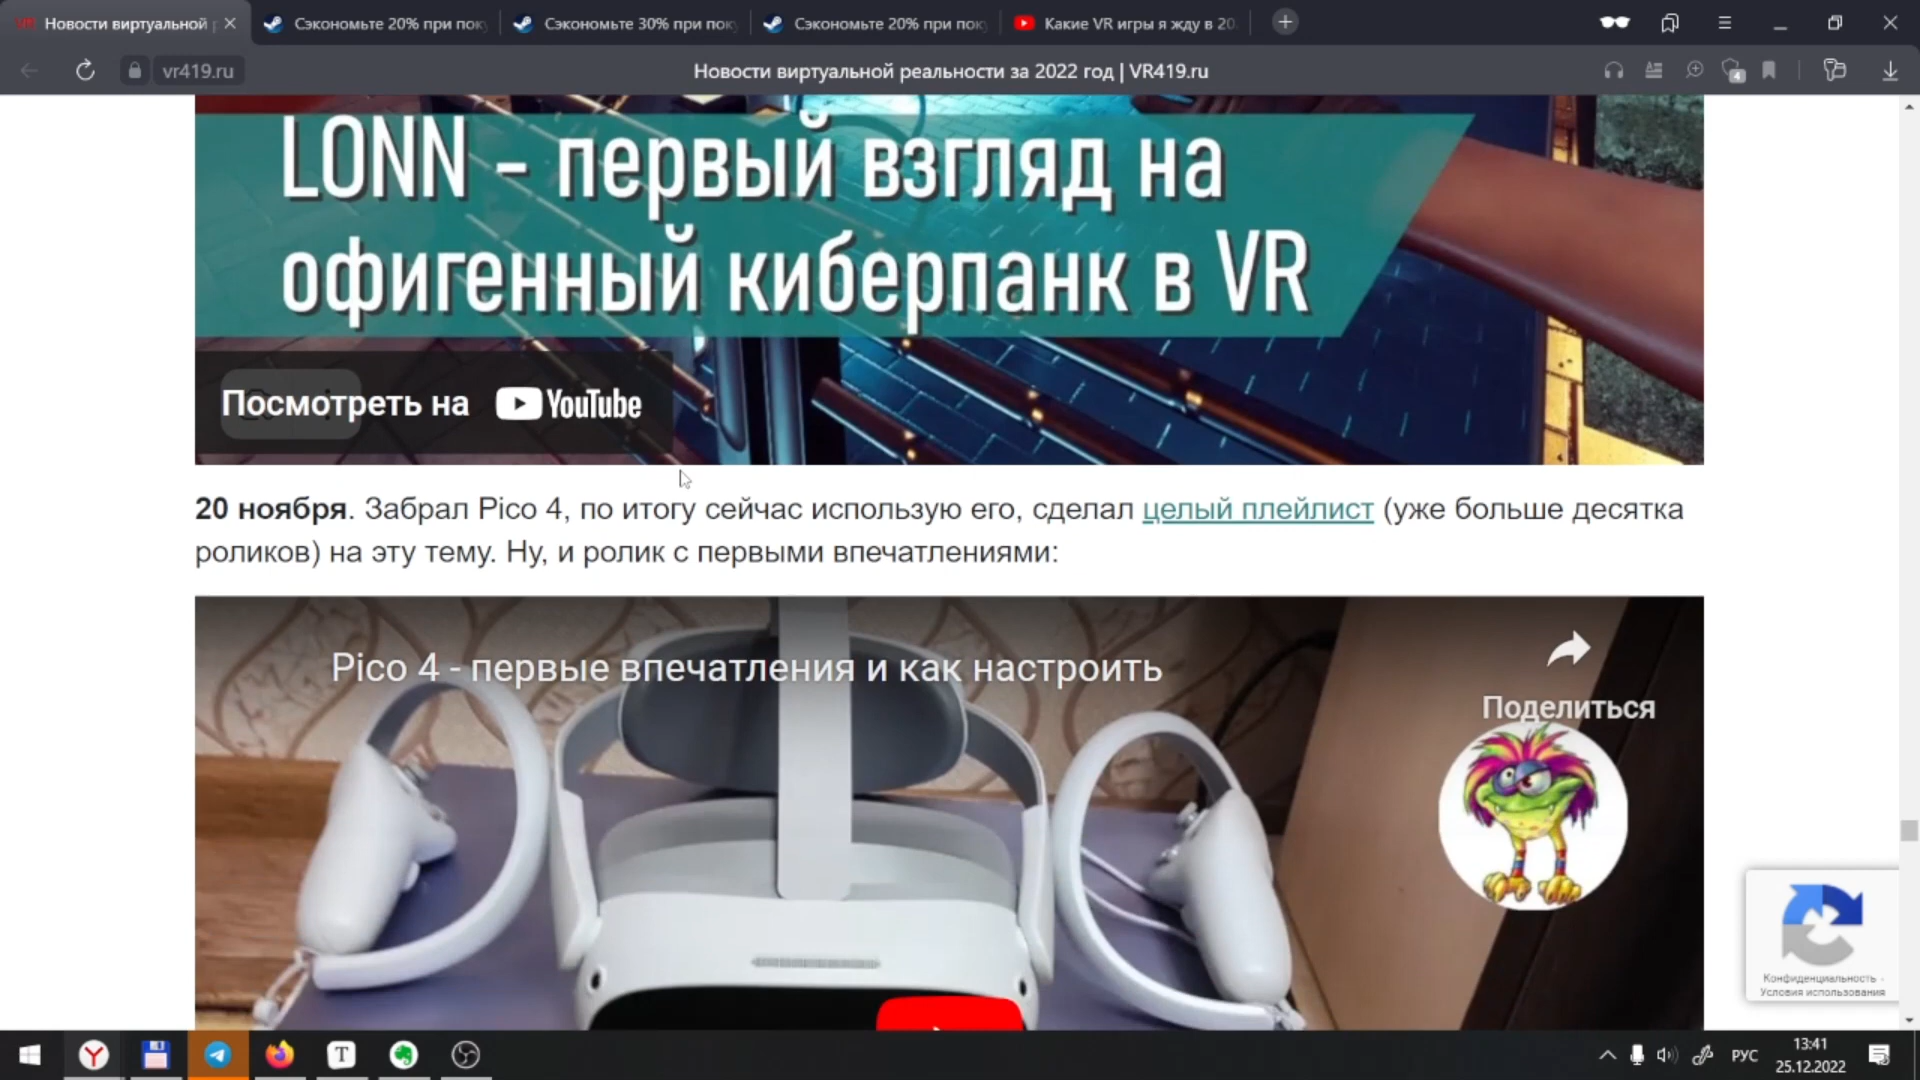 Новости виртуальной р
Сэкономьте 20% при пок
Сэкономьте 30% при пок
Сэкономьте 20% при пок
Какие VR игры я жду в 20
vr419.ru
Новости виртуальной реальности за 2022 год | VR419.ru
4
LONN - первый взгляд на
офигенный киберпанк в VR
Посмотреть на YouTube
20 ноября. Забрал Pico 4, по итогу сейчас использую его, сделал целый плейлист (уже больше десятка
роликов) на эту тему. Ну, и ролик с первыми впечатлениями:
Pico 4 - первые впечатления и как настроить
Поделиться
Конфиденциальность -
Условия использования
РУС
13:41
25.12.2022